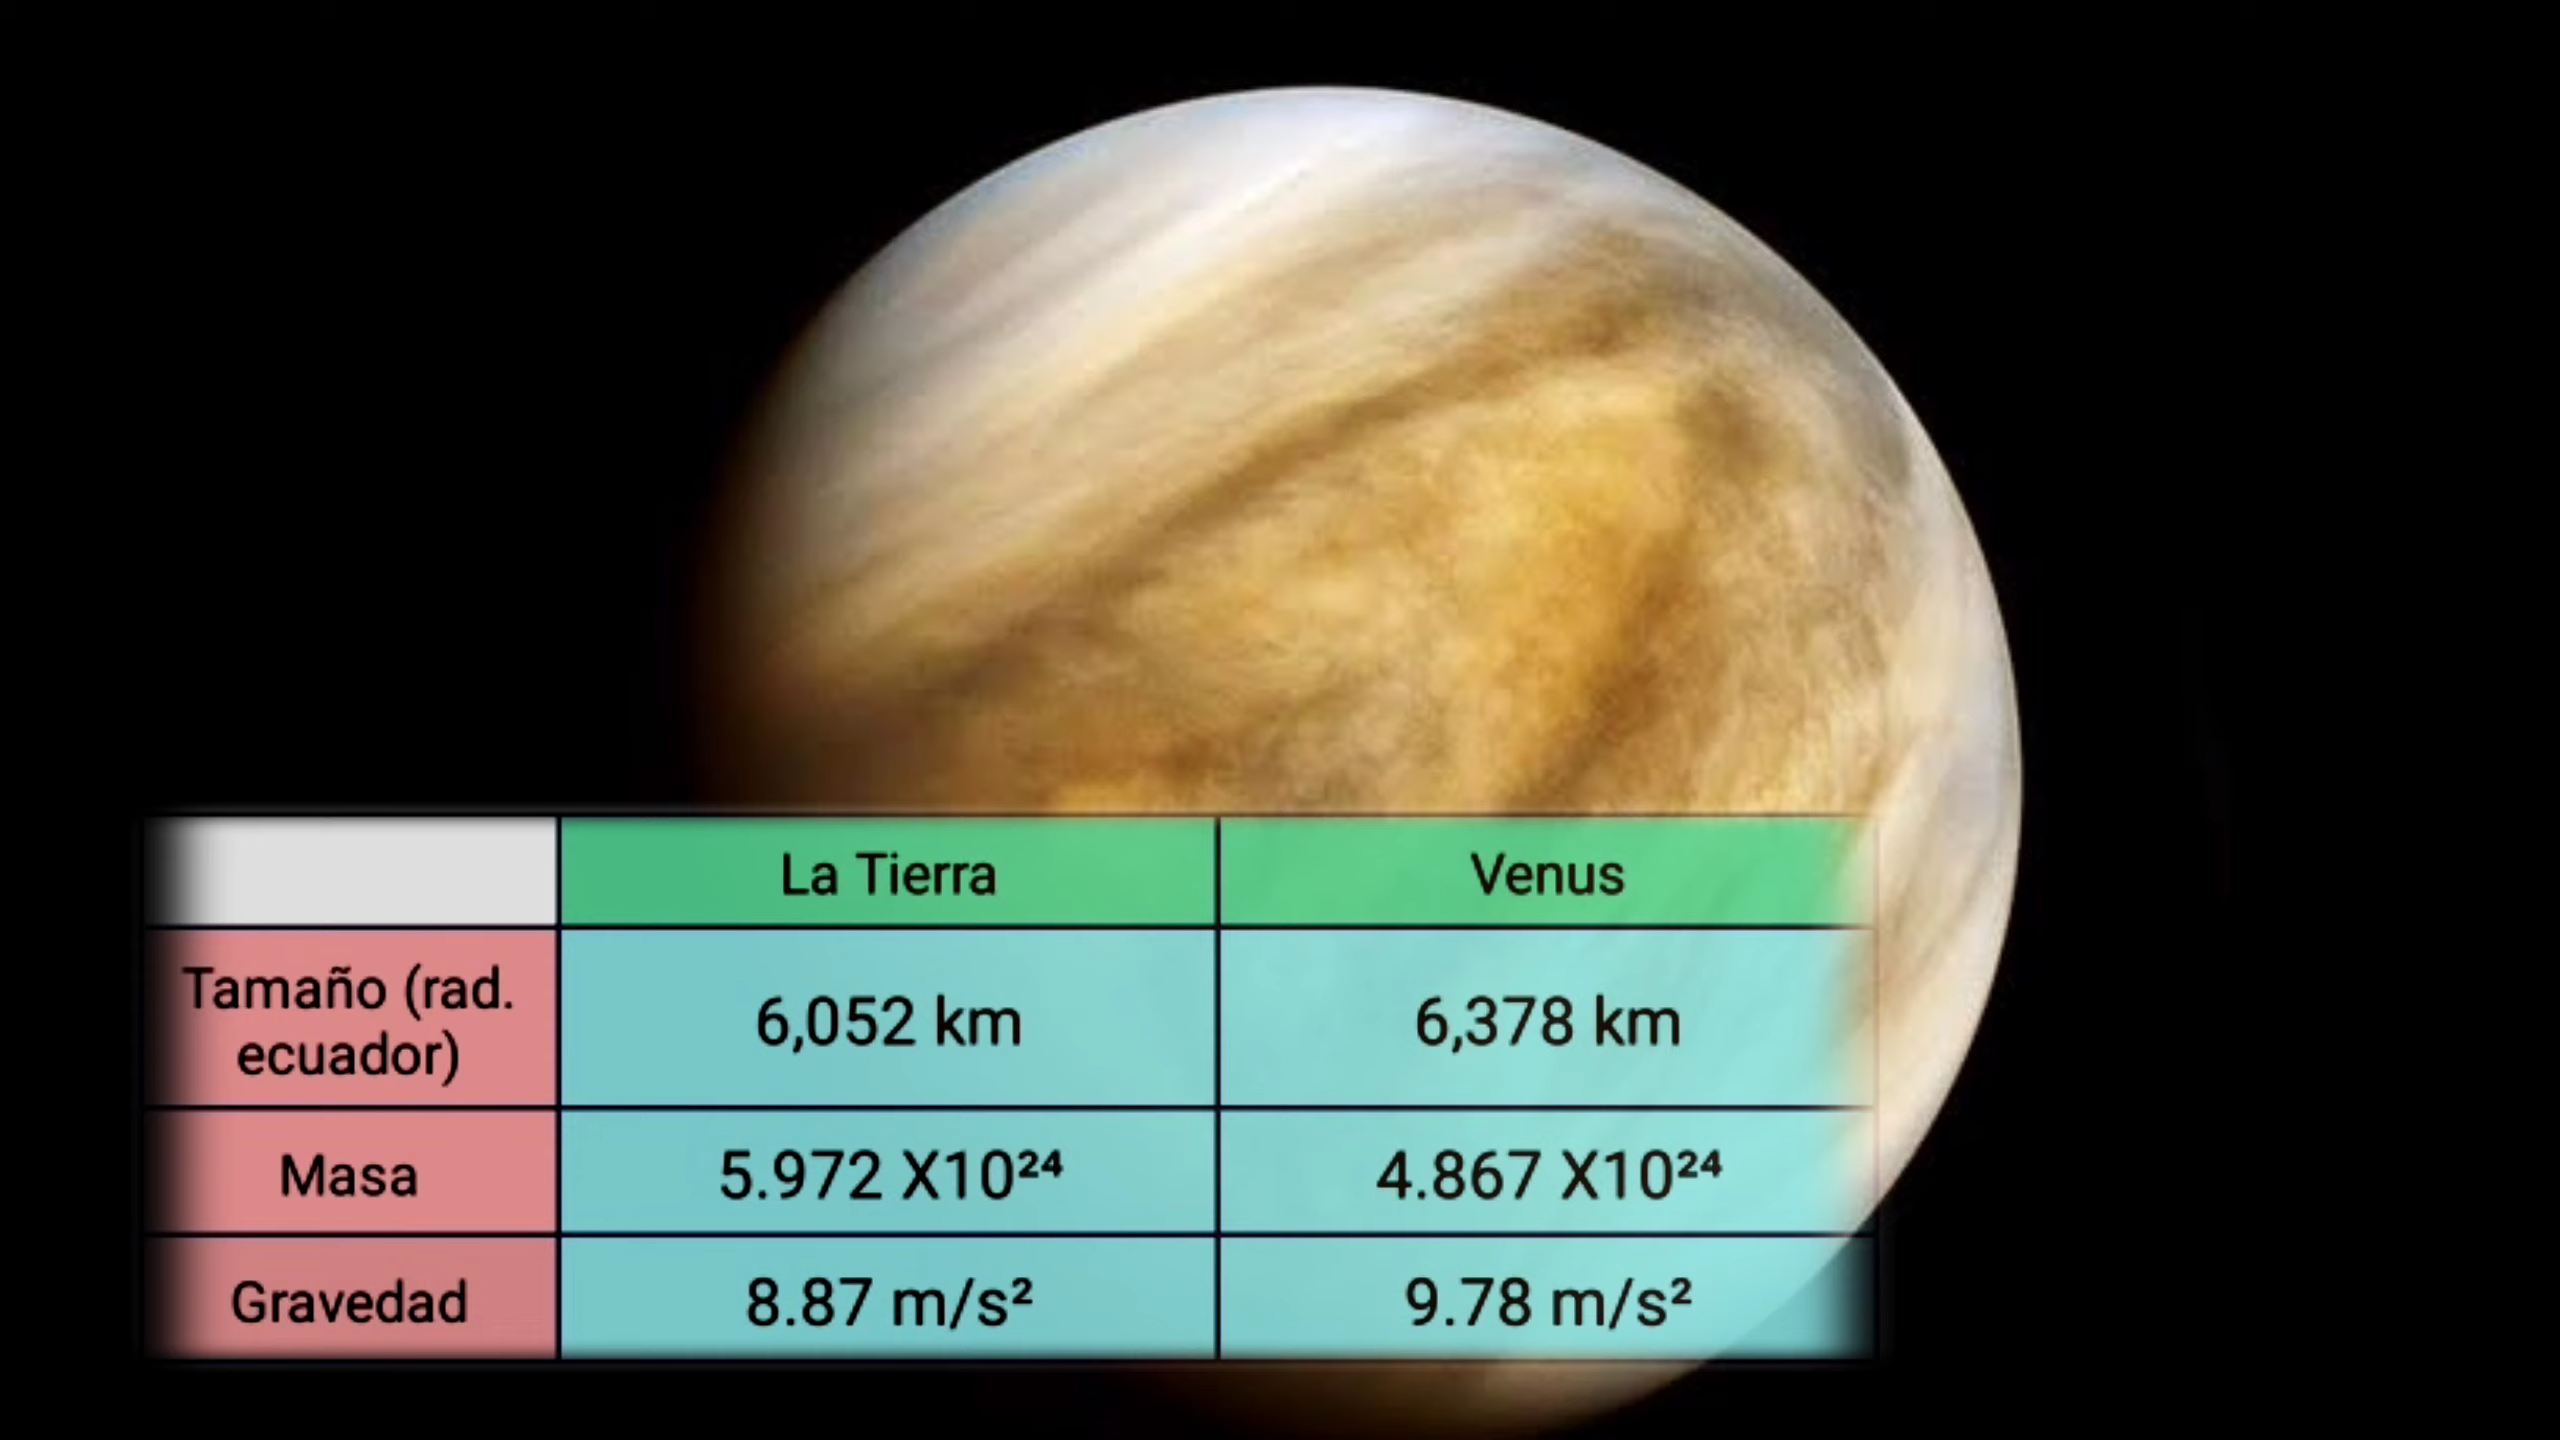 La Tierra Venus
Tamaño (rad. 6,052 km 6,378 km
ecuador)
Masa 5.972 X10²⁴ 4.867 X10²⁴
Gravedad 8.87 m/s² 9.78 m/s²